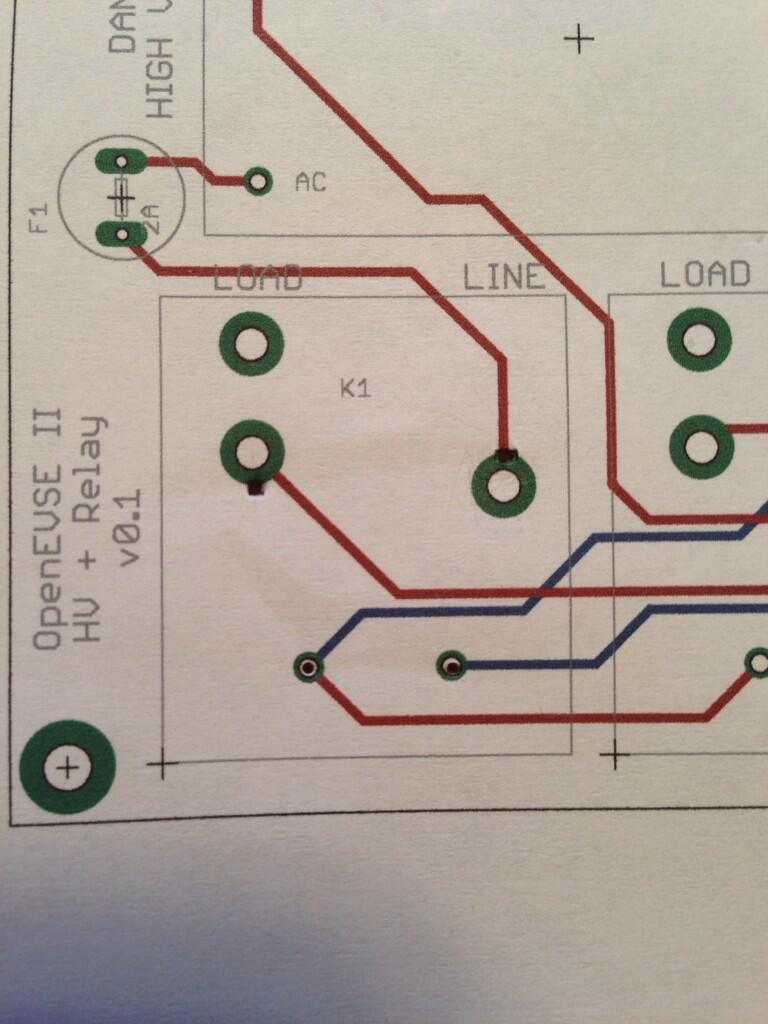 DAN
HIGH V
F1
2A
AC
LOAD
LINE
LOAD
K1
OpenEVSE II
HV + Relay
v0.1